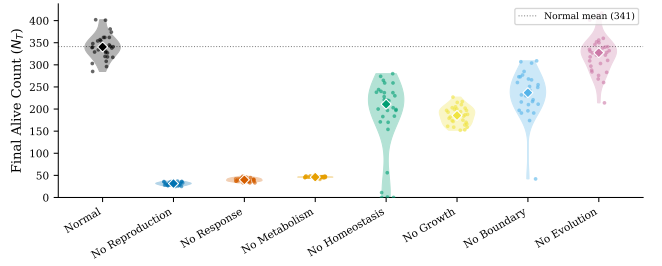 Final Alive Count (N_T)
400
350
300
250
200
150
100
50
0
Normal mean (341)
Normal
No Reproduction
No Response
No Metabolism
No Homeostasis
No Growth
No Boundary
No Evolution